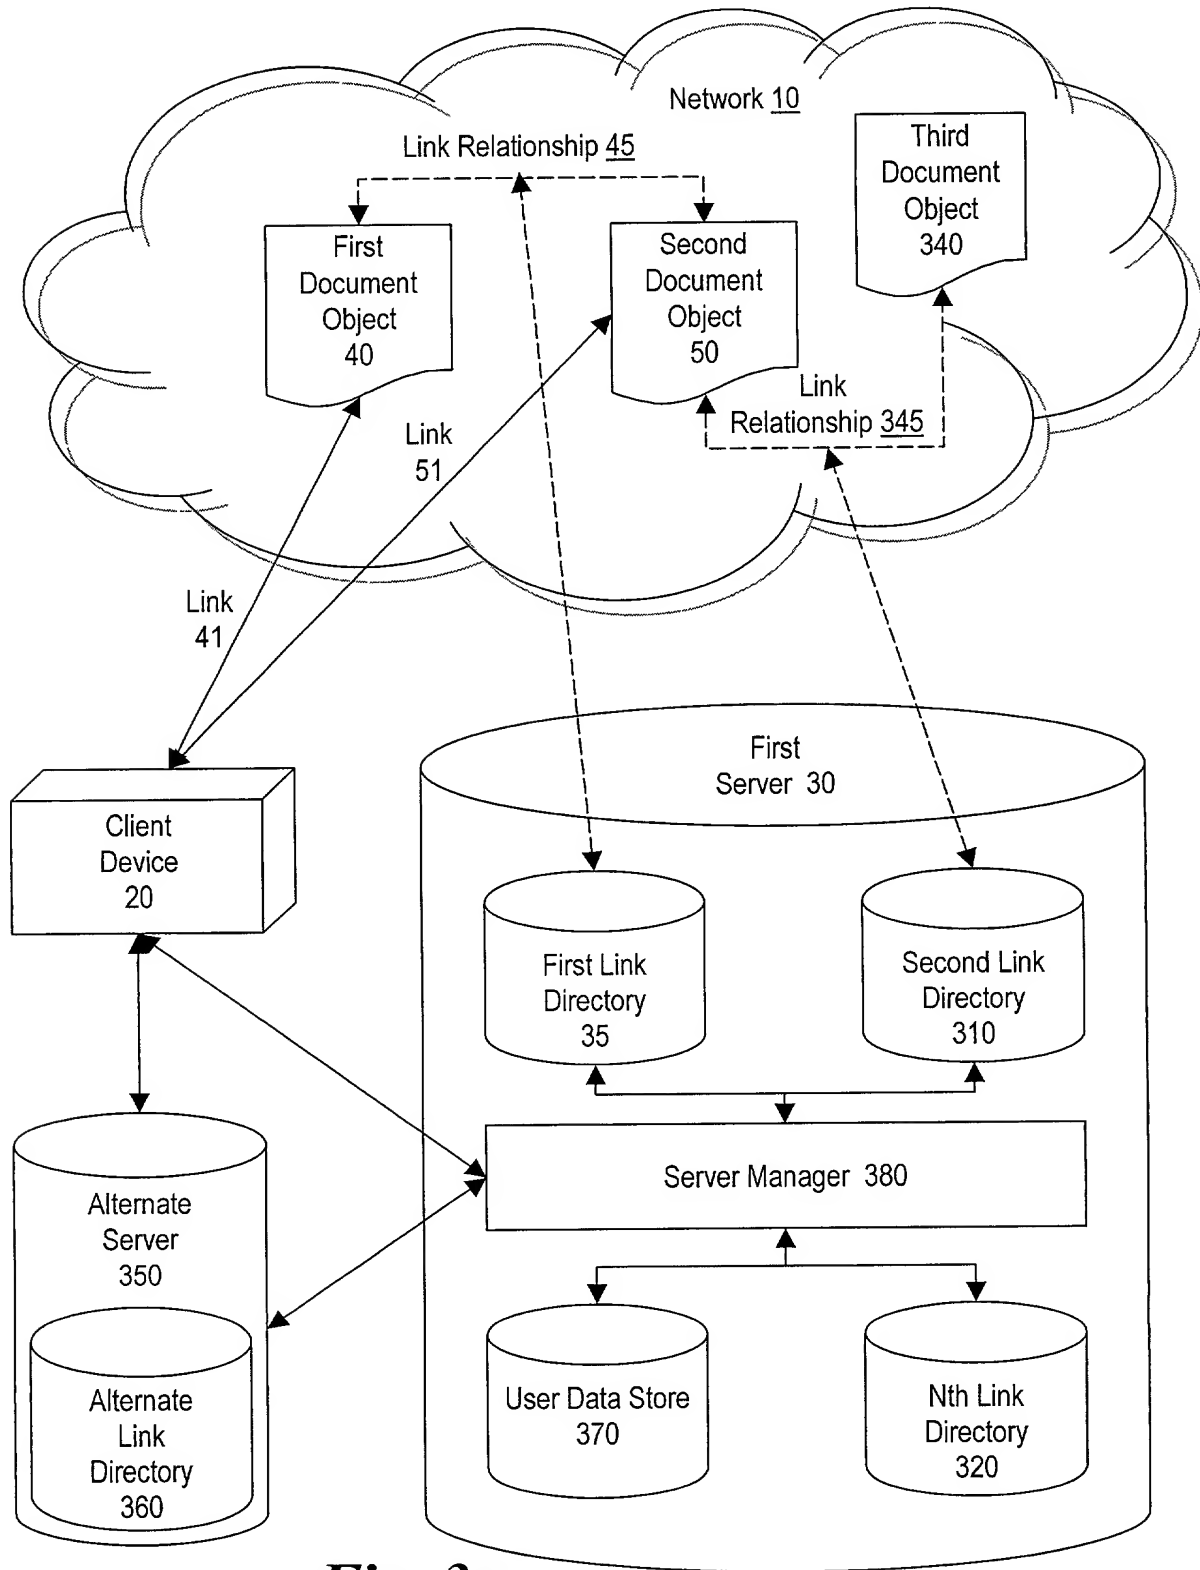 Network 10
Link Relationship 45
Third
Document
Object
340
First
Document
Object
40
Second
Document
Object
50
Link
Relationship 345
Link
51
Link
41
First
Server 30
Client
Device
20
First Link
Directory
35
Second Link
Directory
310
Server Manager 380
Alternate
Server
350
Alternate
Link
Directory
360
User Data Store
370
Nth Link
Directory
320